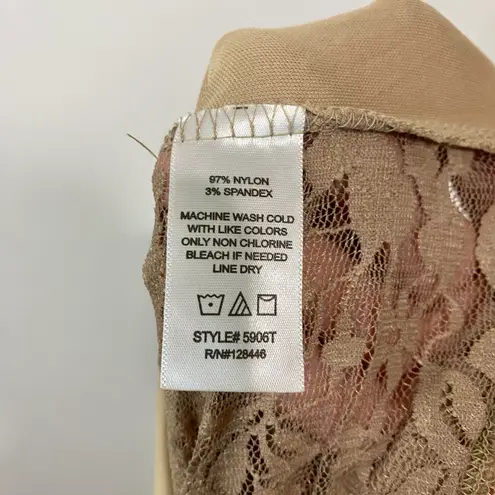 97% NYLON
3% SPANDEX
MACHINE WASH COLD
WITH LIKE COLORS
ONLY NON CHLORINE
BLEACH IF NEEDED
LINE DRY
STYLE# 5906T
R/N#128446